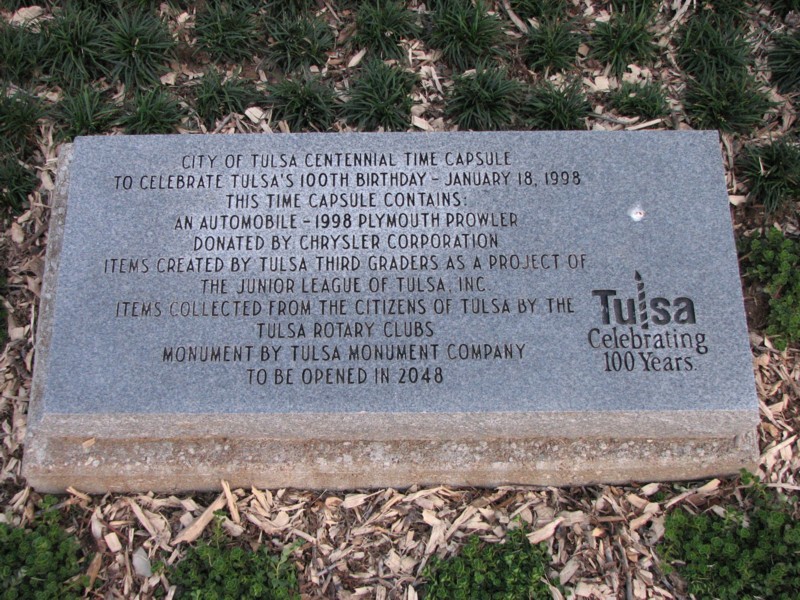 CITY OF TULSA CENTENNIAL TIME CAPSULE
TO CELEBRATE TULSA'S 100TH BIRTHDAY - JANUARY 18, 1998
THIS TIME CAPSULE CONTAINS:
AN AUTOMOBILE - 1998 PLYMOUTH PROWLER
DONATED BY CHRYSLER CORPORATION
ITEMS CREATED BY TULSA THIRD GRADERS AS A PROJECT OF
THE JUNIOR LEAGUE OF TULSA, INC.
ITEMS COLLECTED FROM THE CITIZENS OF TULSA BY THE
TULSA ROTARY CLUBS
MONUMENT BY TULSA MONUMENT COMPANY
TO BE OPENED IN 2048
Tulsa
Celebrating
100 Years.